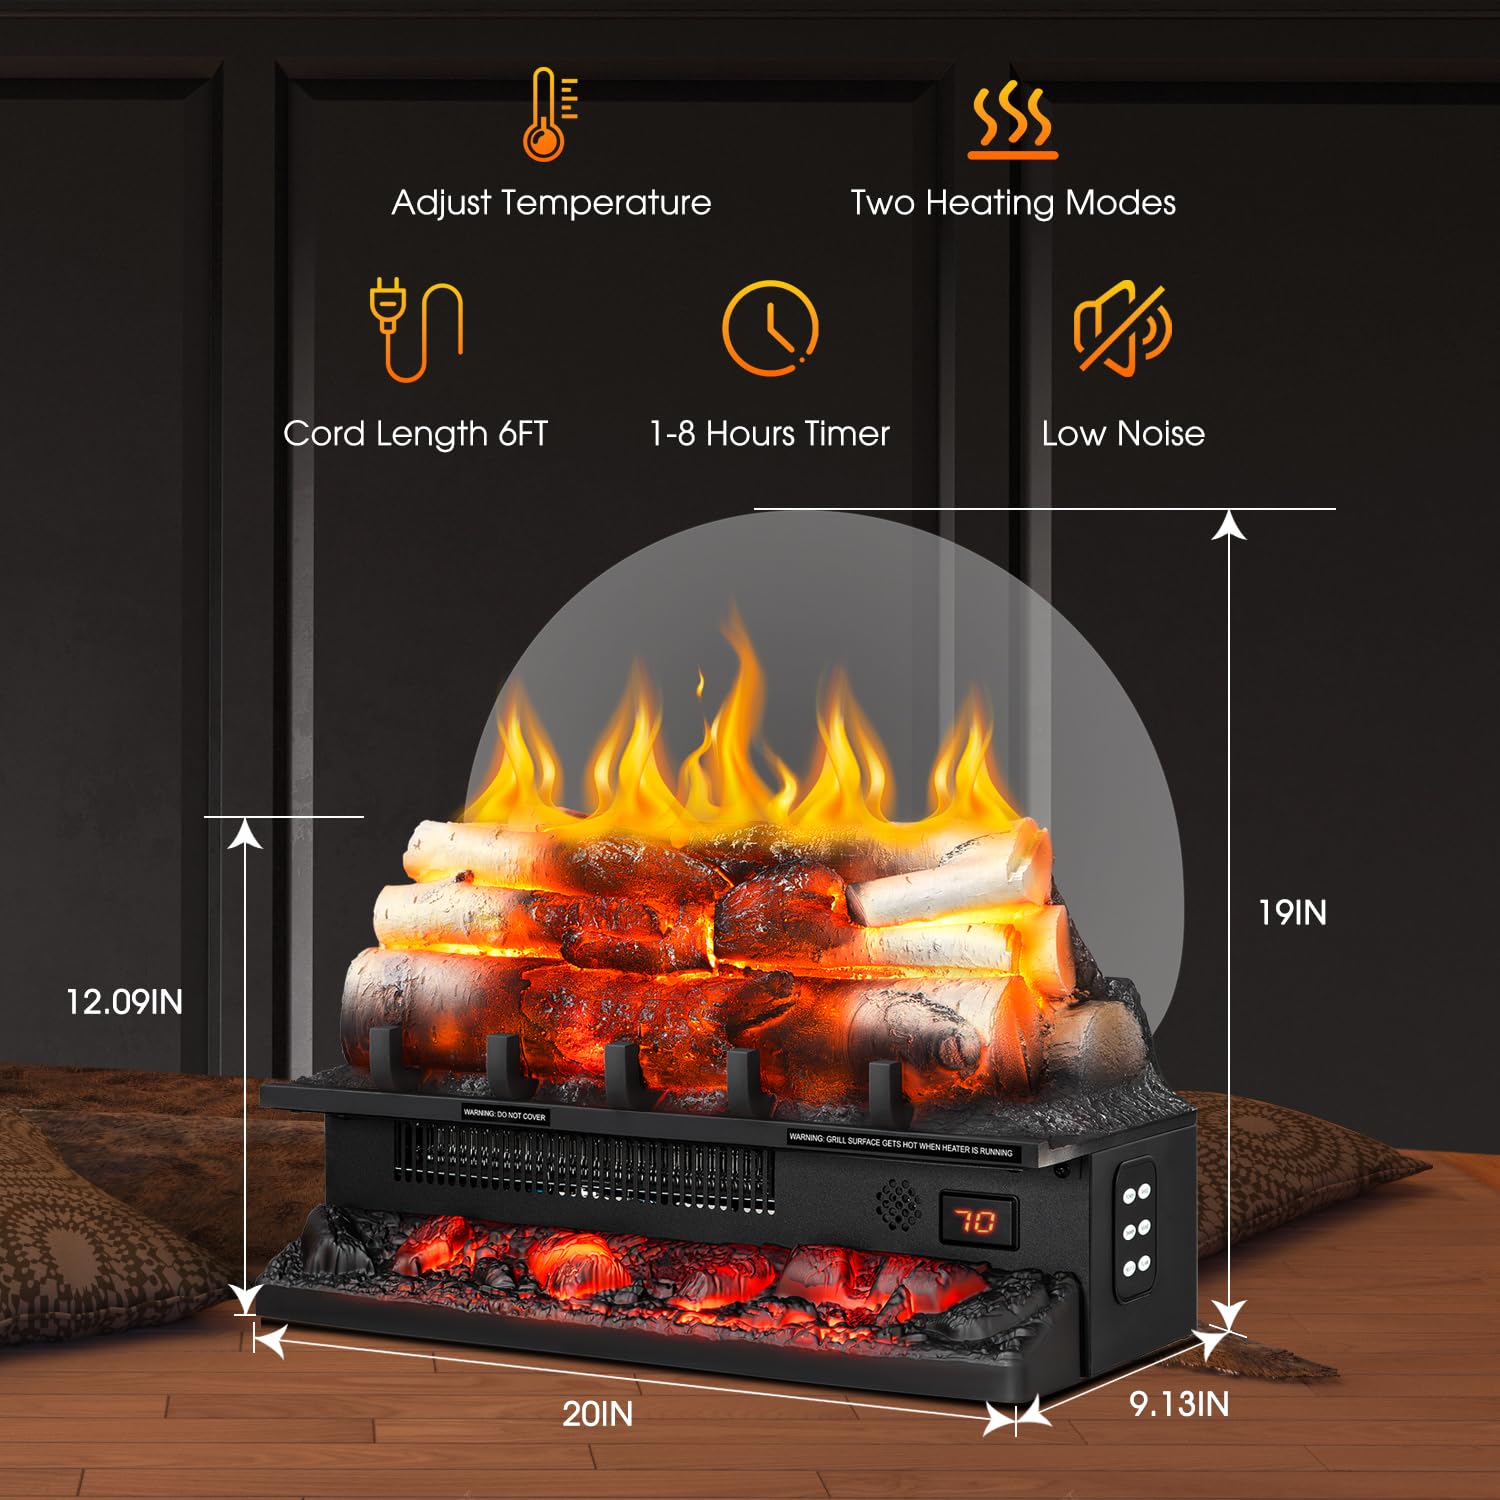 Adjust Temperature
Two Heating Modes
Cord Length 6FT
1-8 Hours Timer
Low Noise
12.09IN
19IN
WARNING: DO NOT COVER
WARNING: GRILL SURFACE GETS HOT WHEN HEATER IS RUNNING
70
20IN
9.13IN